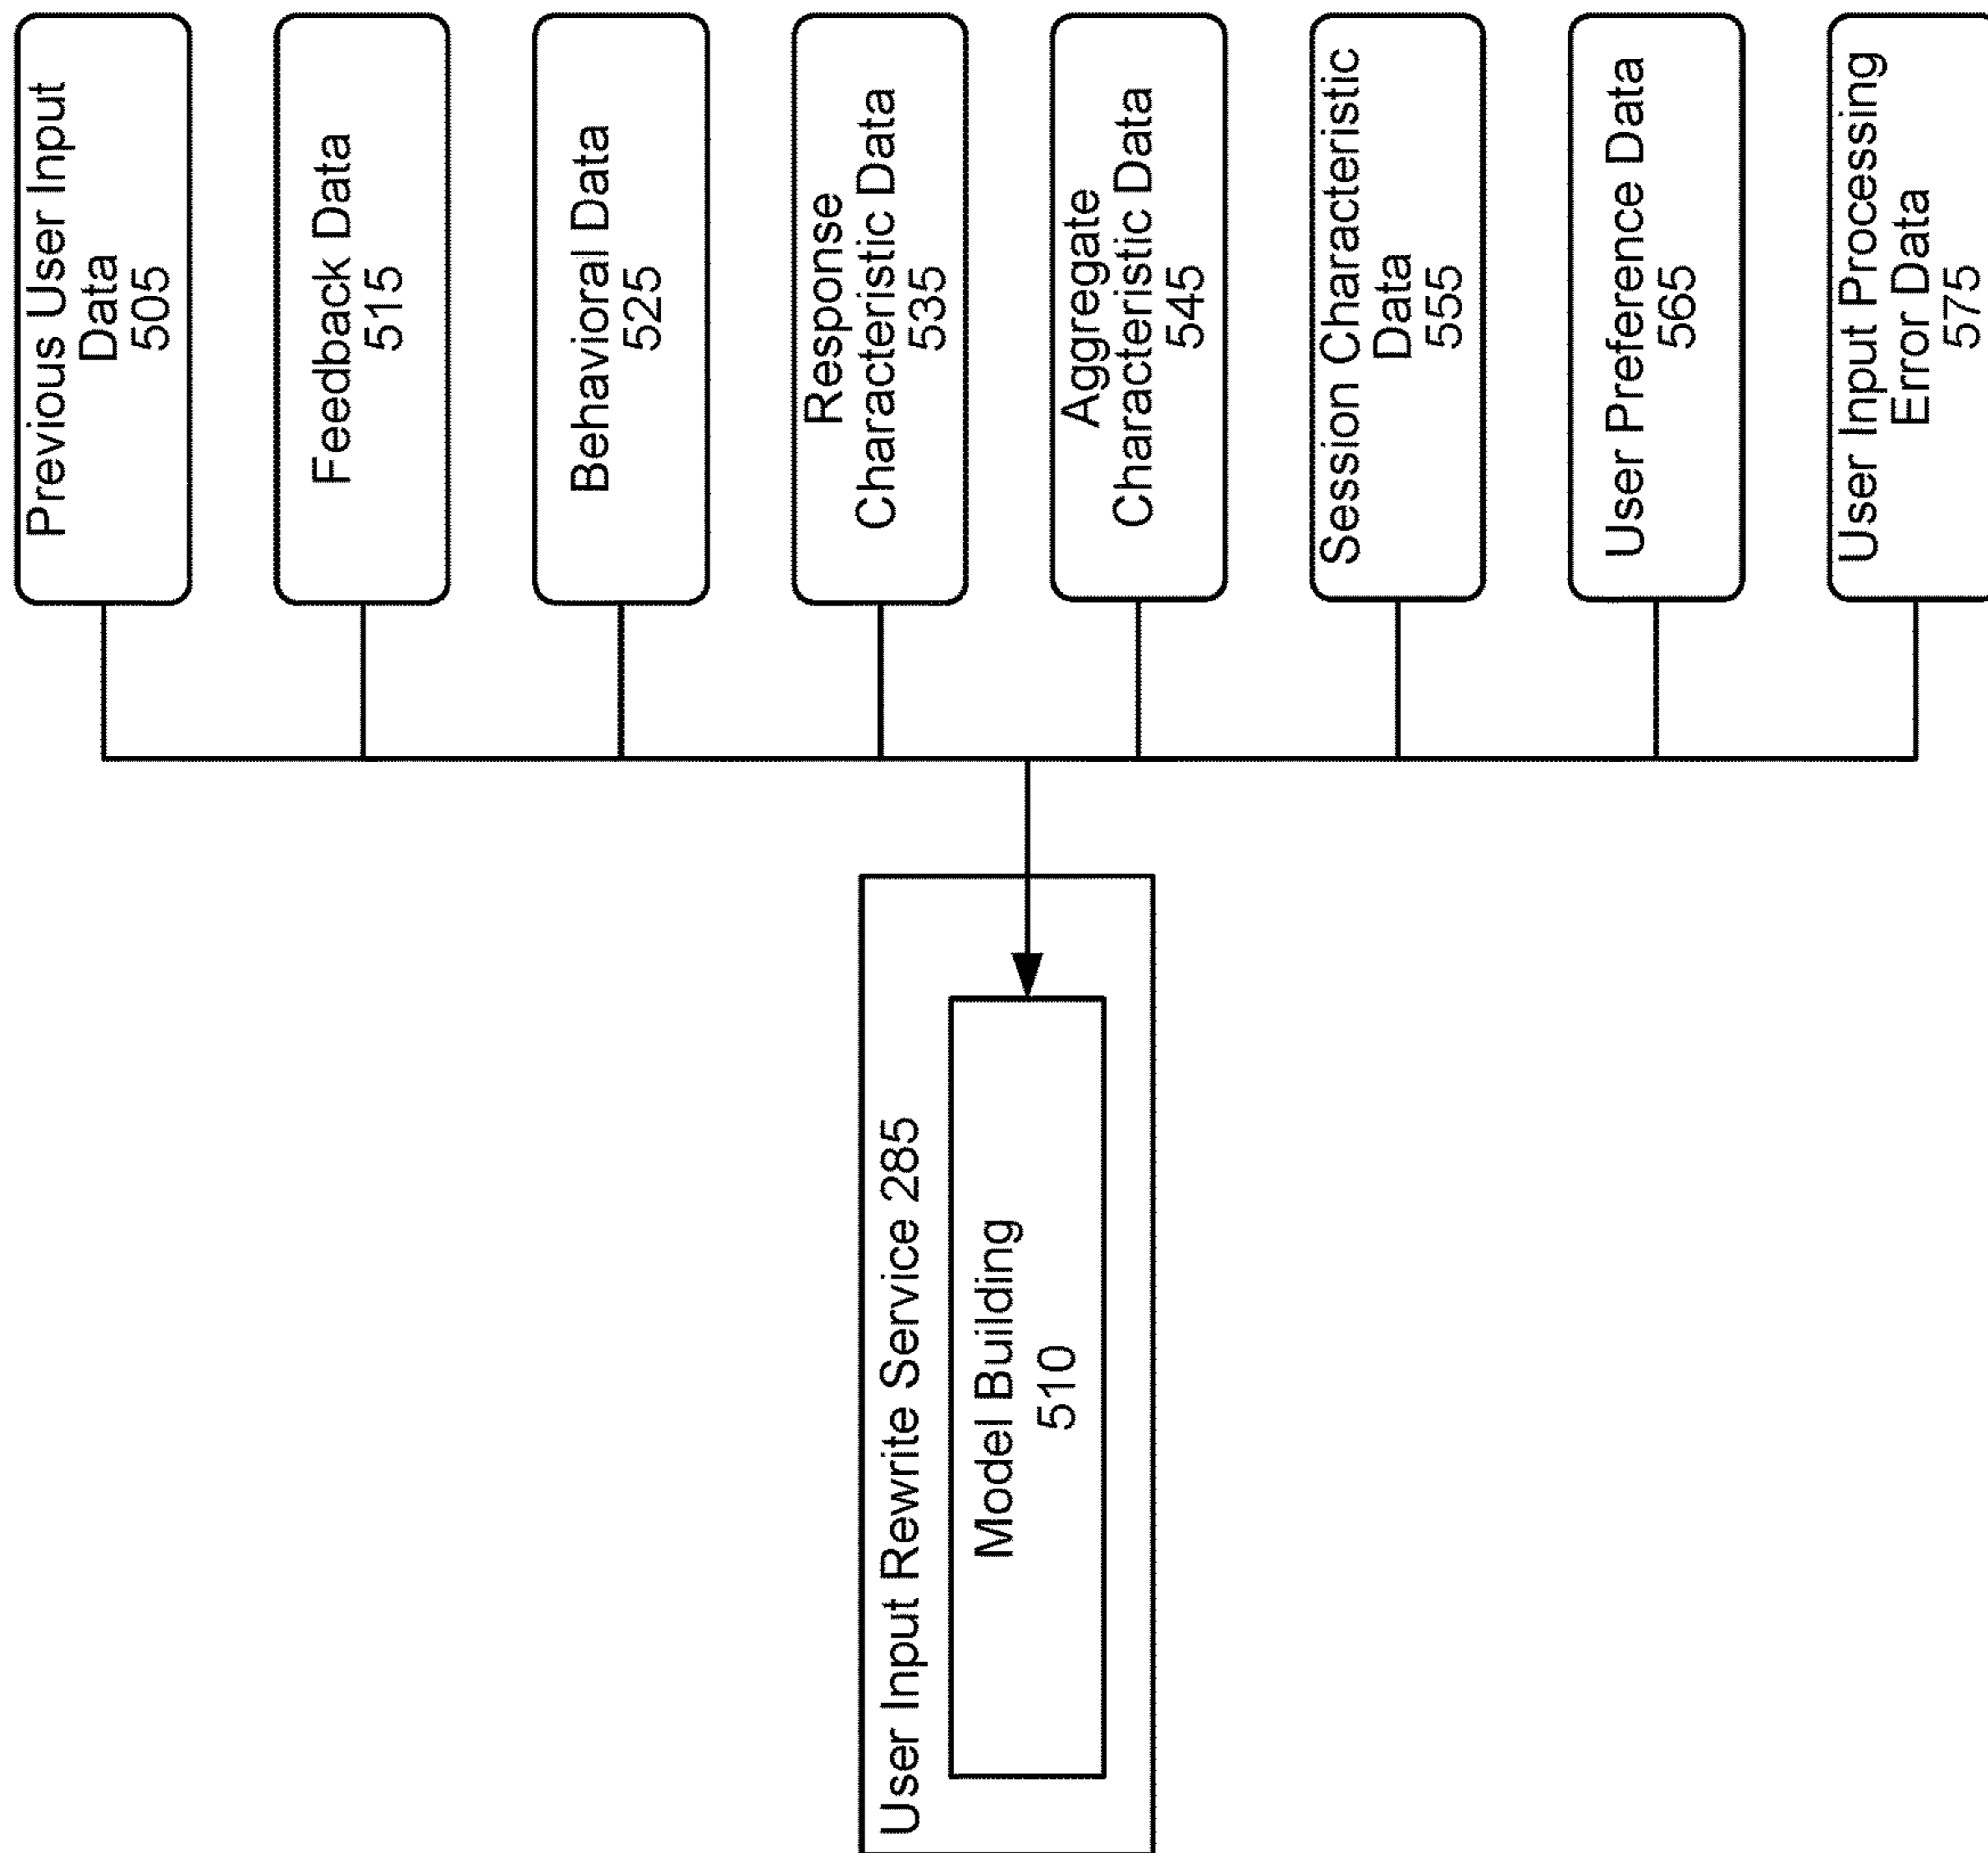 Previous User Input
Data
505
Feedback Data
515
Behavioral Data
525
Response
Characteristic Data
535
Aggregate
Characteristic Data
545
Session Characteristic
Data
555
User Preference Data
565
User Input Processing
Error Data
575
User Input Rewrite Service 285
Model Building
510